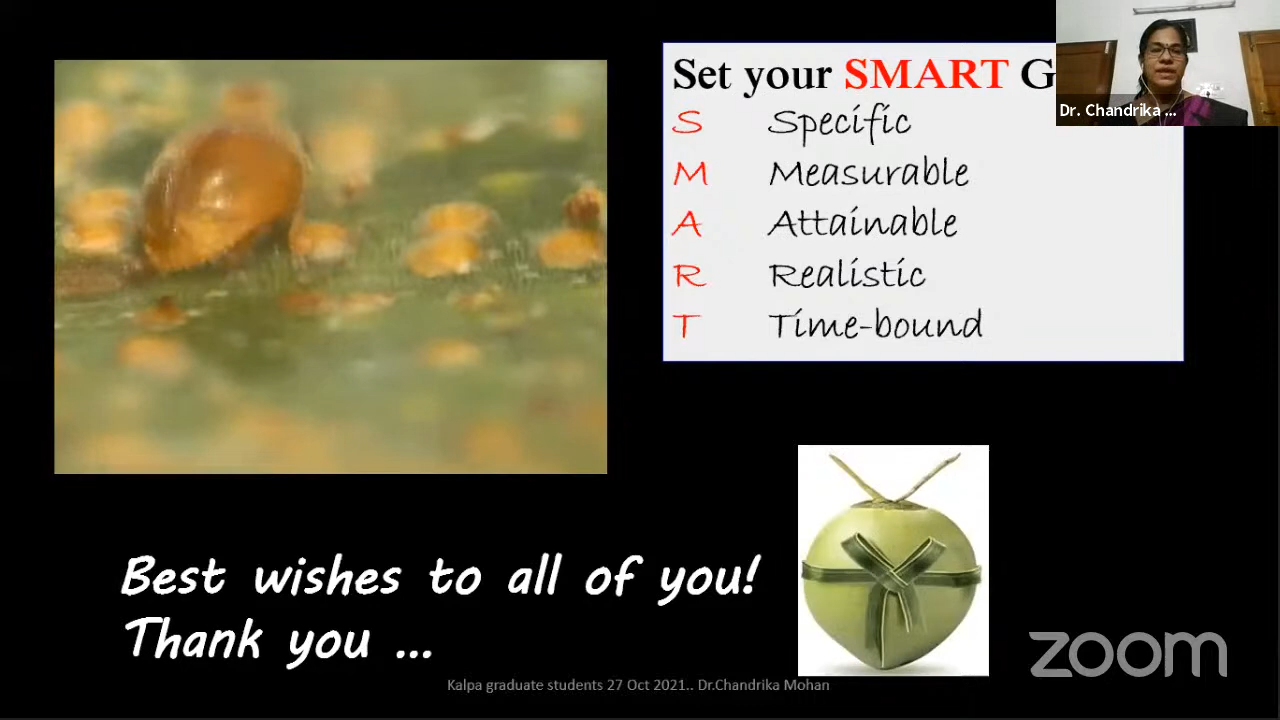 Set your SMART G
Dr. Chandrika ...
S Specific
M Measurable
A Attainable
R Realistic
T Time-bound
Best wishes to all of you!
Thank you ...
zoom
Kalpa graduate students 27 Oct 2021.. Dr.Chandrika Mohan